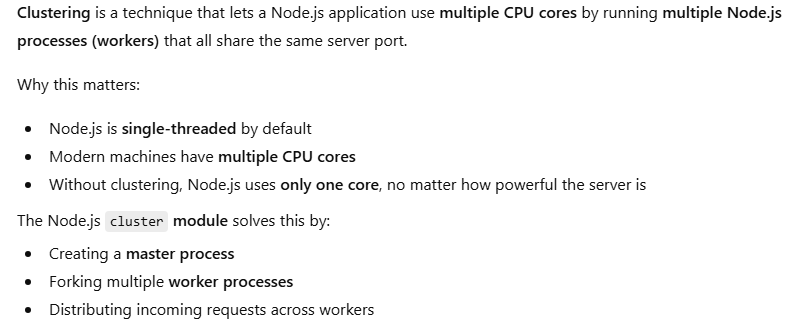 Clustering is a technique that lets a Node.js application use multiple CPU cores by running multiple Node.js
processes (workers) that all share the same server port.
Why this matters:
• Node.js is single-threaded by default
• Modern machines have multiple CPU cores
• Without clustering, Node.js uses only one core, no matter how powerful the server is
The Node.js cluster module solves this by:
• Creating a master process
• Forking multiple worker processes
• Distributing incoming requests across workers